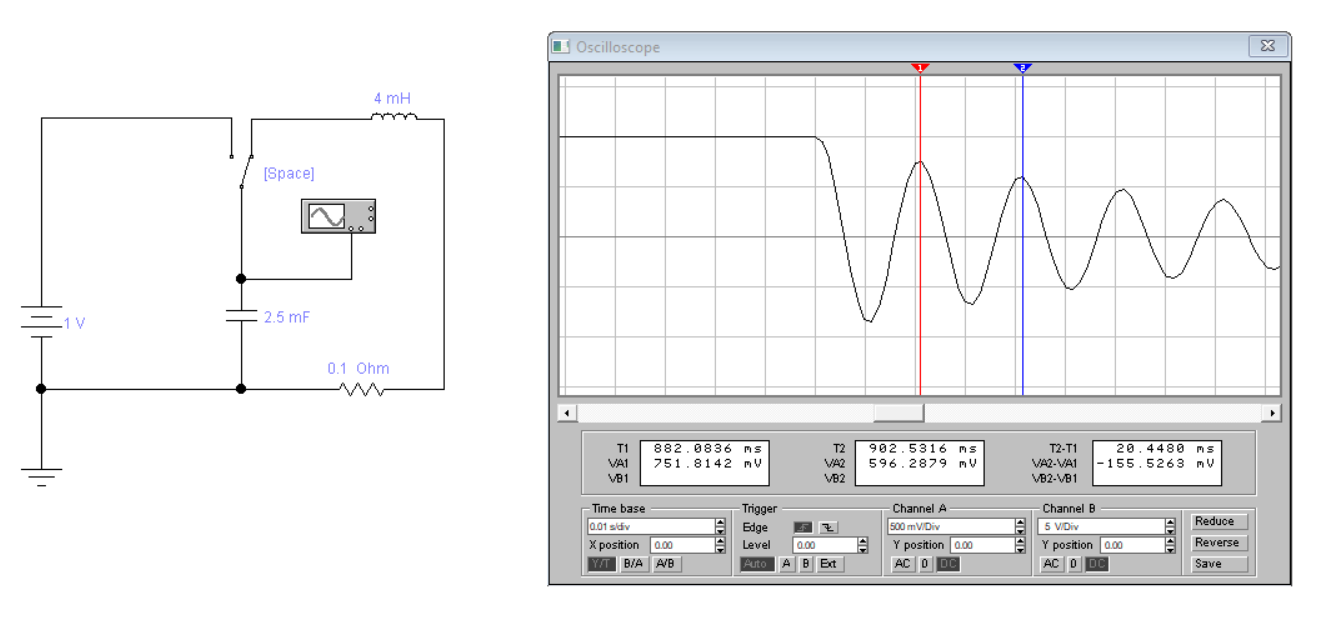 4 mH
[Space]
1 V
2.5 mF
0.1 Ohm
Oscilloscope
1 2
T1 882.0836 ms T2 902.5316 ms T2-T1 20.4480 ms
VA1 751.8142 mV VA2 596.2879 mV VA2-VA1 -155.5263 mV
VB1 VB2 VB2-VB1
Time base Trigger Channel A Channel B
0.01 s/div Edge 500 mV/Div 5 V/Div Reduce
X position 0.00 Level 0.00 Y position 0.00 Y position 0.00 Reverse
Y/T B/A A/B Auto A B Ext AC 0 DC AC 0 DC Save